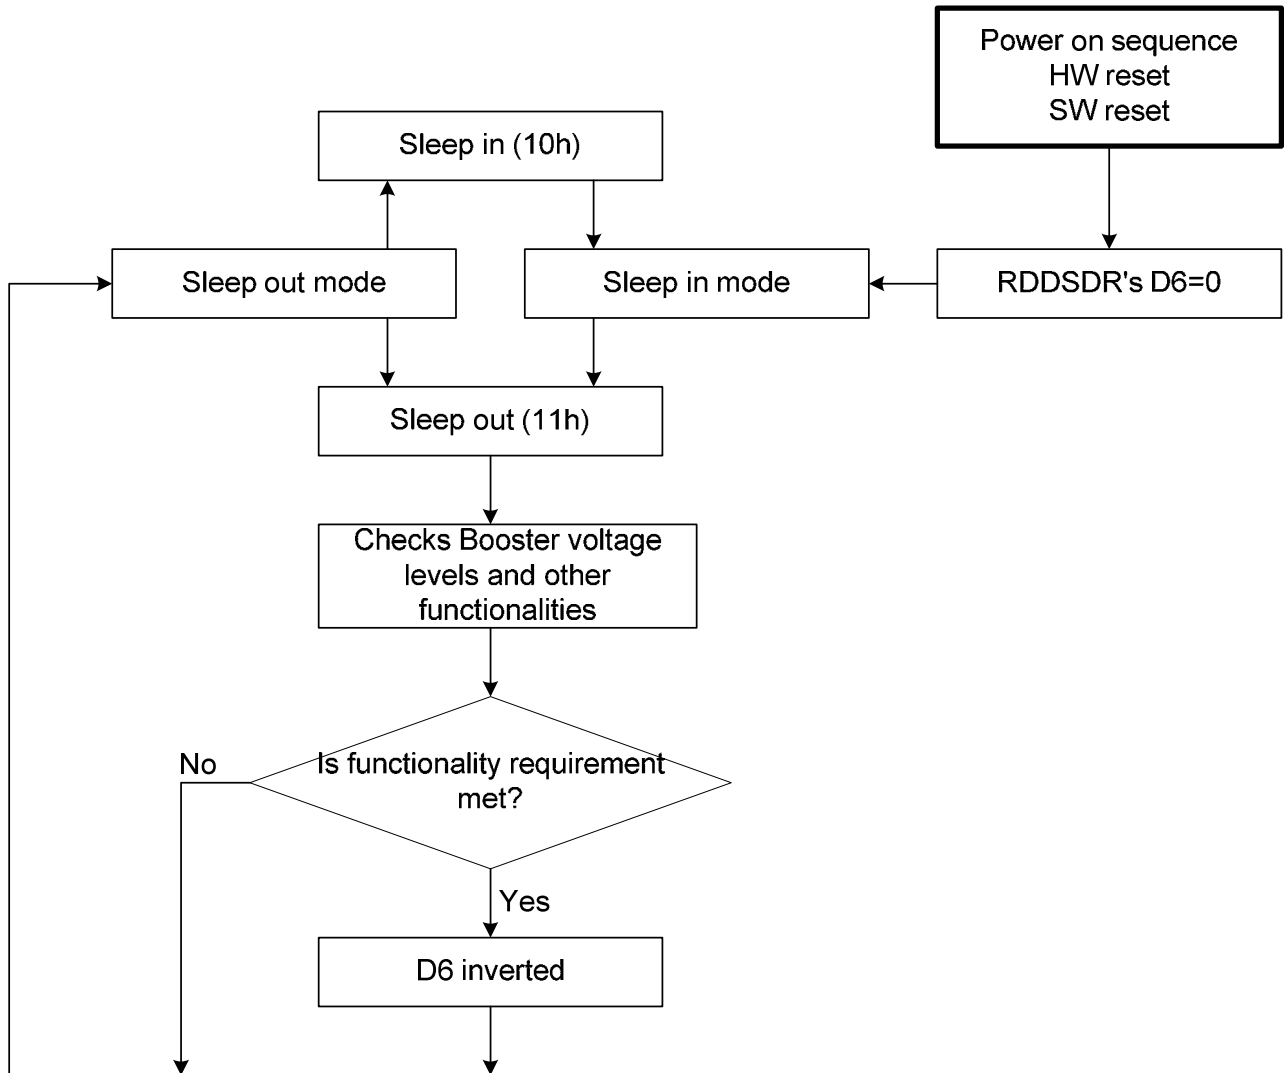 Power on sequence
HW reset
SW reset
Sleep in (10h)
Sleep out mode
Sleep in mode
RDDSDR's D6=0
Sleep out (11h)
Checks Booster voltage
levels and other
functionalities
No
Is functionality requirement
met?
Yes
D6 inverted